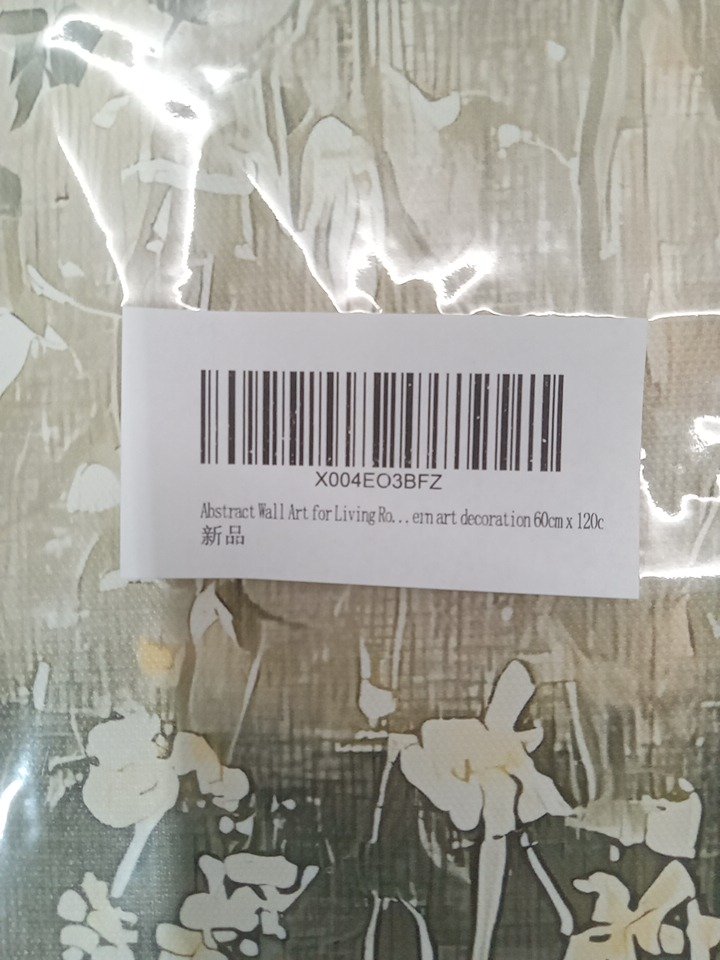 X004EO3BFZ
Abstract Wall Art for Living Ro... ern art decoration 60cm x 120c
新品